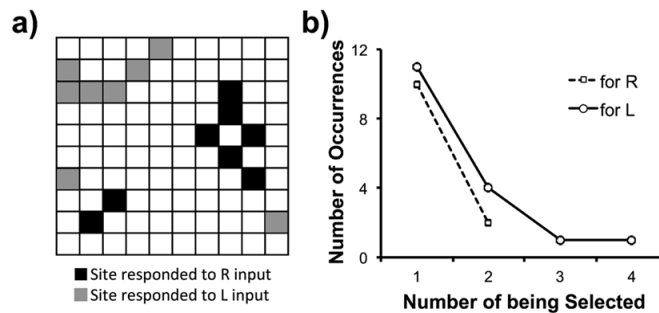 a)
Site responded to R input
Site responded to L input
b)
Number of Occurrences
12
8
4
0
1
2
3
4
Number of being Selected
for R
for L